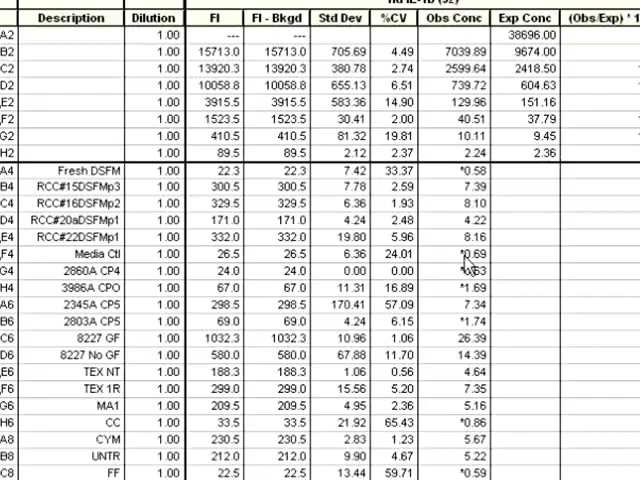 Description Dilution FI FI - Bkgd Std Dev %CV Obs Conc Exp Conc (Obs/Exp) * 1
A2 1.00 --- --- 38696.00
B2 1.00 15713.0 15713.0 705.69 4.49 7039.89 9674.00
C2 1.00 13920.3 13920.3 380.78 2.74 2599.64 2418.50
D2 1.00 10058.8 10058.8 655.13 6.51 739.72 604.63
,E2 1.00 3915.5 3915.5 583.36 14.90 129.96 151.16
,F2 1.00 1523.5 1523.5 30.41 2.00 40.51 37.79
G2 1.00 410.5 410.5 81.32 19.81 10.11 9.45
H2 1.00 89.5 89.5 2.12 2.37 2.24 2.36
A4 Fresh DSFM 1.00 22.3 22.3 7.42 33.37 *0.58
B4 RCC#15DSFMp3 1.00 300.5 300.5 7.78 2.59 7.39
C4 RCC#16DSFMp2 1.00 329.5 329.5 6.36 1.93 8.10
D4 RCC#20aDSFMp1 1.00 171.0 171.0 4.24 2.48 4.22
,E4 RCC#22DSFMp1 1.00 332.0 332.0 19.80 5.96 8.16
,F4 Media Ctl 1.00 26.5 26.5 6.36 24.01 *0.69
G4 2860A CP4 1.00 24.0 24.0 0.00 0.00
H4 3986A CPO 1.00 67.0 67.0 11.31 16.89 *1.69
A6 2345A CP5 1.00 298.5 298.5 170.41 57.09 7.34
B6 2803A CP5 1.00 69.0 69.0 4.24 6.15 *1.74
C6 8227 GF 1.00 1032.3 1032.3 10.96 1.06 26.39
D6 8227 No GF 1.00 580.0 580.0 67.88 11.70 14.39
,E6 TEX NT 1.00 188.3 188.3 1.06 0.56 4.64
,F6 TEX 1R 1.00 299.0 299.0 15.56 5.20 7.35
G6 MA1 1.00 209.5 209.5 4.95 2.36 5.16
H6 CC 1.00 33.5 33.5 21.92 65.43 *0.86
A8 CYM 1.00 230.5 230.5 2.83 1.23 5.67
B8 UNTR 1.00 212.0 212.0 9.90 4.67 5.22
C8 FF 1.00 22.5 22.5 13.44 59.71 *0.59